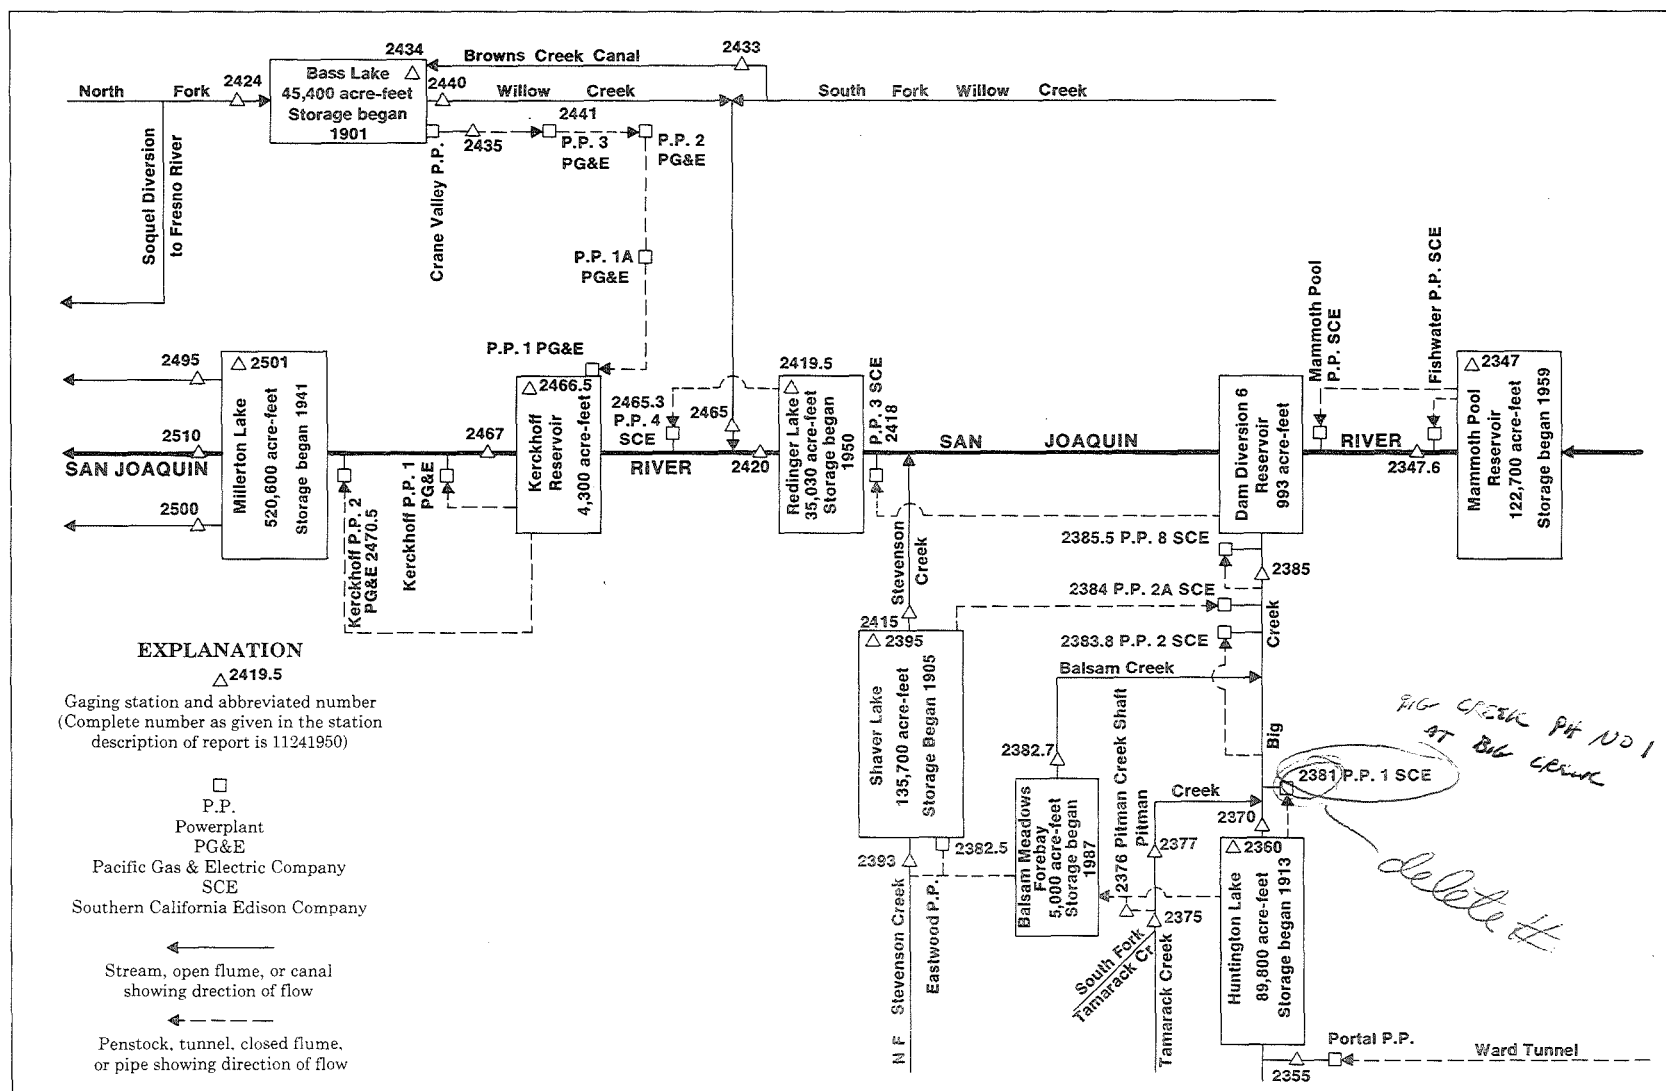 2434
2433
Browns Creek Canal
2424
North Fork
Bass Lake
45,400 acre-feet
Storage began
1901
2440
Willow Creek
South Fork Willow Creek
2435
2441
P.P. 3
PG&E
P.P. 2
PG&E
Crane Valley P.P.
Soquel Diversion
to Fresno River
P.P. 1A
PG&E
P.P. 1 PG&E
2495
2501
Millerton Lake
520,600 acre-feet
Storage began 1941
2510
SAN JOAQUIN
2500
2467
Kerckhoff P.P. 1
PG&E
Kerckhoff P.P. 2
PG&E 2470.5
2466.5
Kerckhoff
Reservoir
4,300 acre-feet
2465.3
P.P. 4
SCE
2465
RIVER
2420
2419.5
Redinger Lake
35,030 acre-feet
Storage began
1950
P.P. 3 SCE
2418
SAN JOAQUIN
Dam Diversion 6
Reservoir
993 acre-feet
Mammoth Pool
P.P. SCE
Fishwater P.P. SCE
RIVER
2347.6
2347
Mammoth Pool
Reservoir
122,700 acre-feet
Storage began 1959
Stevenson
Creek
2385.5 P.P. 8 SCE
2385
2384 P.P. 2A SCE
Creek
2383.8 P.P. 2 SCE
2415
2395
Shaver Lake
135,700 acre-feet
Storage Began 1905
Balsam Creek
Big
2382.7
2376 Pitman Creek Shaft
Pitman
Creek
2377
2370
2381 P.P. 1 SCE
BIG CREEK PH NO 1
AT BIG CREEK
delete #
2393
2382.5
Balsam Meadows
Forebay
5,000 acre-feet
Storage began
1987
2360
Huntington Lake
89,800 acre-feet
Storage began 1913
2375
N F Stevenson Creek
Eastwood P.P.
South Fork
Tamarack Cr.
Tamarack Creek
Portal P.P.
Ward Tunnel
2355
EXPLANATION
2419.5
Gaging station and abbreviated number
(Complete number as given in the station
description of report is 11241950)
P.P.
Powerplant
PG&E
Pacific Gas & Electric Company
SCE
Southern California Edison Company
Stream, open flume, or canal
showing drection of flow
Penstock, tunnel, closed flume,
or pipe showing direction of flow